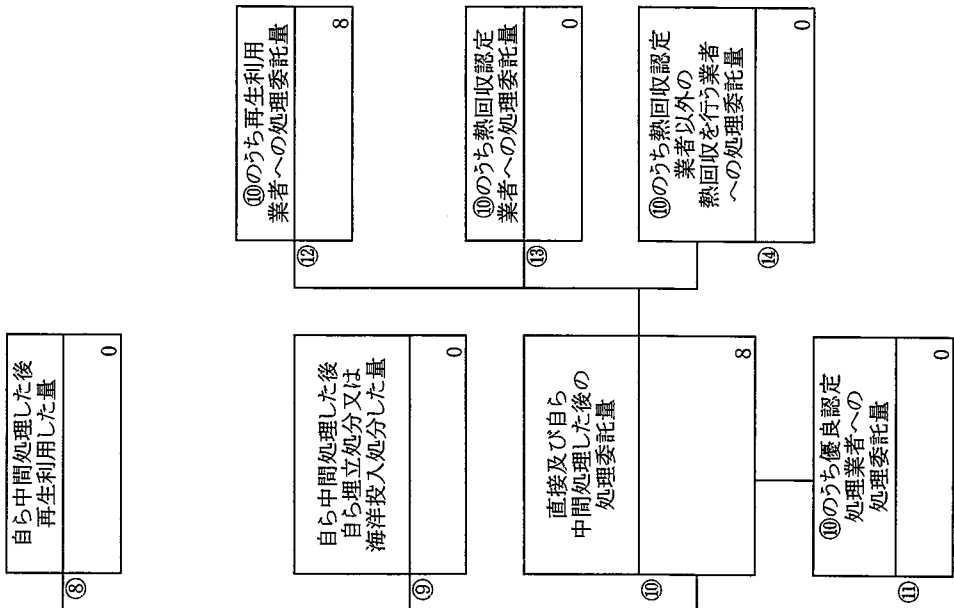 ⑧
自ら中間処理した後
再生利用した量
0
⑨
自ら中間処理した後
自ら埋立処分又は
海洋投入処分した量
0
⑩
直接及び自ら
中間処理した後の
処理委託量
8
⑪
⑩のうち優良認定
処理業者への
処理委託量
0
⑫
⑩のうち再生利用
業者への処理委託量
8
⑬
⑩のうち熱回収認定
業者への処理委託量
0
⑭
⑩のうち熱回収認定
業者以外の
熱回収を行う業者
への処理委託量
0